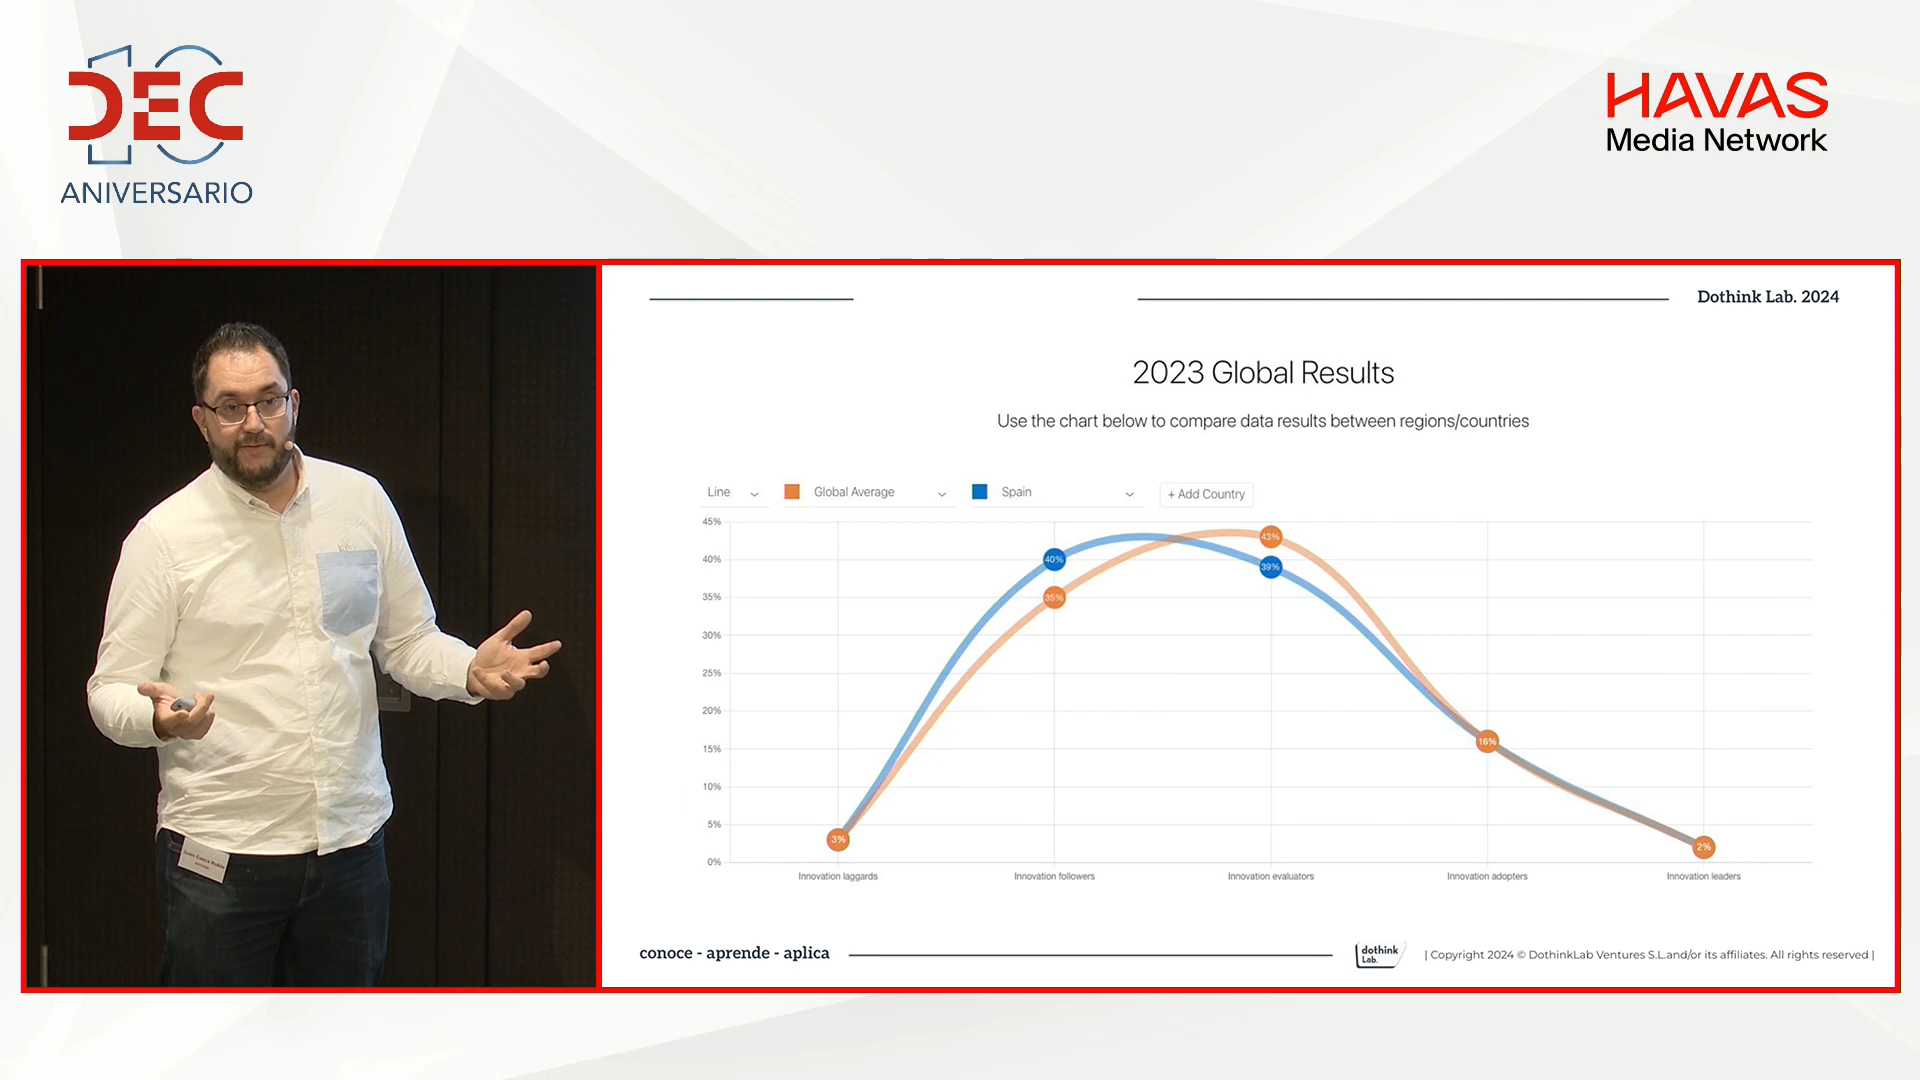 10
DEC
ANIVERSARIO
HAVAS
Media Network
Dothink Lab. 2024
2023 Global Results
Use the chart below to compare data results between regions/countries
Line
Global Average
Spain
+ Add Country
45%
40%
35%
30%
25%
20%
15%
10%
5%
0%
3%
40%
35%
43%
39%
16%
2%
Innovation laggards
Innovation followers
Innovation evaluators
Innovation adopters
Innovation leaders
conoce - aprende - aplica
dothink
Lab.
| Copyright 2024 © DothinkLab Ventures S.L.and/or its affiliates. All rights reserved |